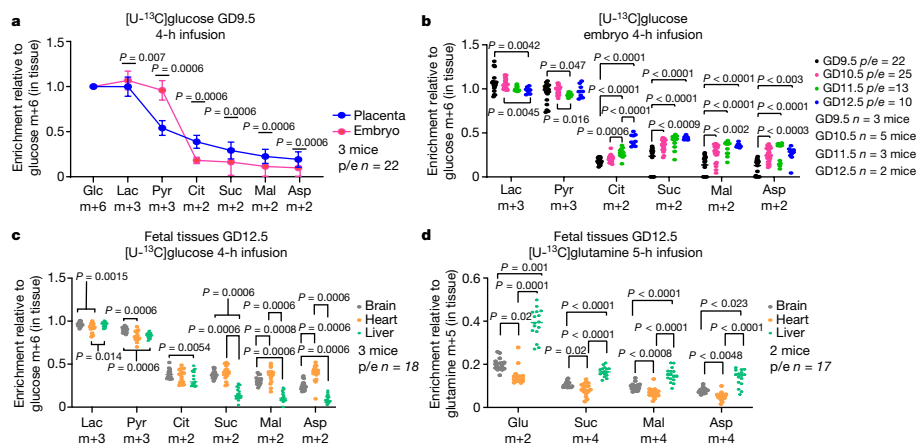 a
[U-¹³C]glucose GD9.5
4-h infusion
Enrichment relative to
glucose m+6 (in tissue)
1.5
1.0
0.5
0
P = 0.007
P = 0.0006
P = 0.0006
P = 0.0006
P = 0.0006
P = 0.0006
Placenta
Embryo
3 mice
p/e n = 22
Glc Lac Pyr Cit Suc Mal Asp
m+6 m+3 m+3 m+2 m+2 m+2 m+2
b
[U-¹³C]glucose
embryo 4-h infusion
Enrichment relative to
glucose m+6 (in tissue)
1.5
1.0
0.5
0
P = 0.0042
P = 0.0045
P = 0.047
P = 0.016
P < 0.0001
P < 0.001
P = 0.0006
P < 0.0001
P = 0.0009
P < 0.0001
P < 0.0001
P < 0.002
P < 0.003
P < 0.0001
P < 0.0003
GD9.5 p/e = 22
GD10.5 p/e = 25
GD11.5 p/e =13
GD12.5 p/e = 10
GD9.5 n = 3 mice
GD10.5 n = 5 mice
GD11.5 n = 3 mice
GD12.5 n = 2 mice
Lac Pyr Cit Suc Mal Asp
m+3 m+3 m+2 m+2 m+2 m+2
c
Fetal tissues GD12.5
[U-¹³C]glucose 4-h infusion
Enrichment relative to
glucose m+6 (in tissue)
1.5
1.0
0.5
0
P = 0.0015
P = 0.014
P = 0.0006
P = 0.0006
P = 0.0054
P = 0.0006
P = 0.0006
P = 0.0006
P = 0.0008
P = 0.0006
P = 0.0006
P = 0.0006
Brain
Heart
Liver
3 mice
p/e n = 18
Lac Pyr Cit Suc Mal Asp
m+3 m+3 m+2 m+2 m+2 m+2
d
Fetal tissues GD12.5
[U-¹³C]glutamine 5-h infusion
Enrichment relative to
glutamine m+5 (in tissue)
0.6
0.4
0.2
0
P = 0.001
P = 0.0001
P = 0.02
P < 0.0001
P < 0.0001
P = 0.02
P < 0.0001
P < 0.0001
P = 0.0008
P < 0.023
P < 0.0001
P < 0.0048
Brain
Heart
Liver
2 mice
p/e n = 17
Glu Suc Mal Asp
m+2 m+4 m+4 m+4